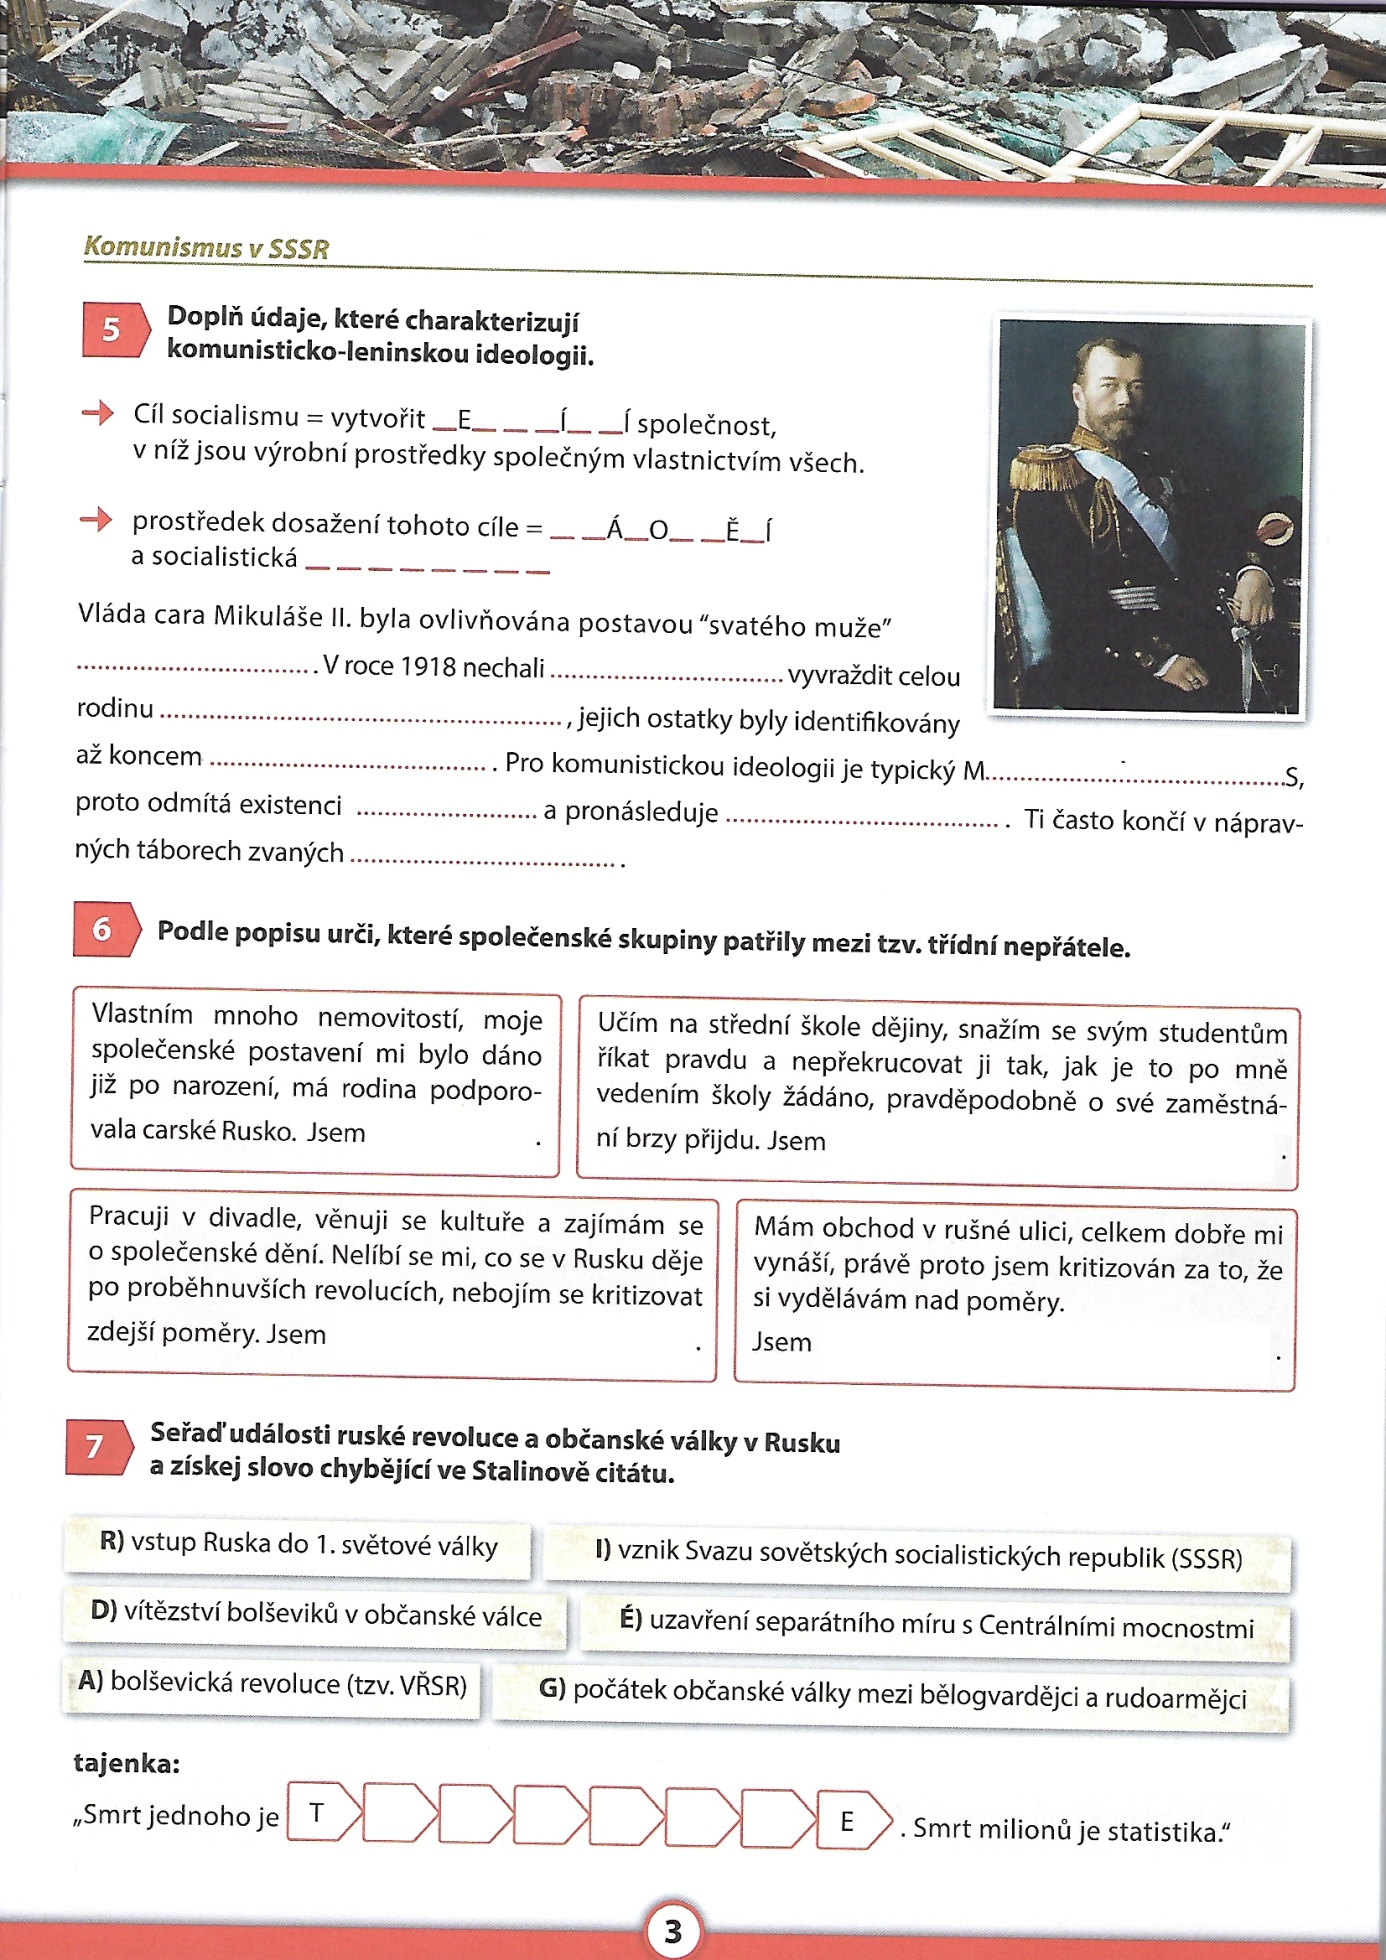 Komunismus v SSSR
5 Doplň údaje, které charakterizují
komunisticko-leninskou ideologii.
Cíl socialismu = vytvořit _E_ _ _Í_ _Í společnost,
v níž jsou výrobní prostředky společným vlastnictvím všech.
prostředek dosažení tohoto cíle = _ _Á_O_ _Ě_Í
a socialistická _ _ _ _ _ _ _ _
Vláda cara Mikuláše II. byla ovlivňována postavou “svatého muže”
.............................. . V roce 1918 nechali .............................. vyvraždit celou
rodinu .................................................. , jejich ostatky byly identifikovány
až koncem .................................... . Pro komunistickou ideologii je typický M......................................S,
proto odmítá existenci ........................ a pronásleduje .................................... . Ti často končí v náprav-
ných táborech zvaných .................................. .
6 Podle popisu urči, které společenské skupiny patřily mezi tzv. třídní nepřátele.
Vlastním mnoho nemovitostí, moje
společenské postavení mi bylo dáno
již po narození, má rodina podporo-
vala carské Rusko. Jsem .
Učím na střední škole dějiny, snažím se svým studentům
říkat pravdu a nepřekrucovat ji tak, jak je to po mně
vedením školy žádáno, pravděpodobně o své zaměstná-
ní brzy přijdu. Jsem .
Pracuji v divadle, věnuji se kultuře a zajímám se
o společenské dění. Nelíbí se mi, co se v Rusku děje
po proběhnuvších revolucích, nebojím se kritizovat
zdejší poměry. Jsem .
Mám obchod v rušné ulici, celkem dobře mi
vynáší, právě proto jsem kritizován za to, že
si vydělávám nad poměry.
Jsem .
7 Seřaď události ruské revoluce a občanské války v Rusku
a získej slovo chybějící ve Stalinově citátu.
R) vstup Ruska do 1. světové války
I) vznik Svazu sovětských socialistických republik (SSSR)
D) vítězství bolševiků v občanské válce
É) uzavření separátního míru s Centrálními mocnostmi
A) bolševická revoluce (tzv. VŘSR)
G) počátek občanské války mezi bělogvardějci a rudoarmějci
tajenka:
„Smrt jednoho je T E . Smrt milionů je statistika.“
3